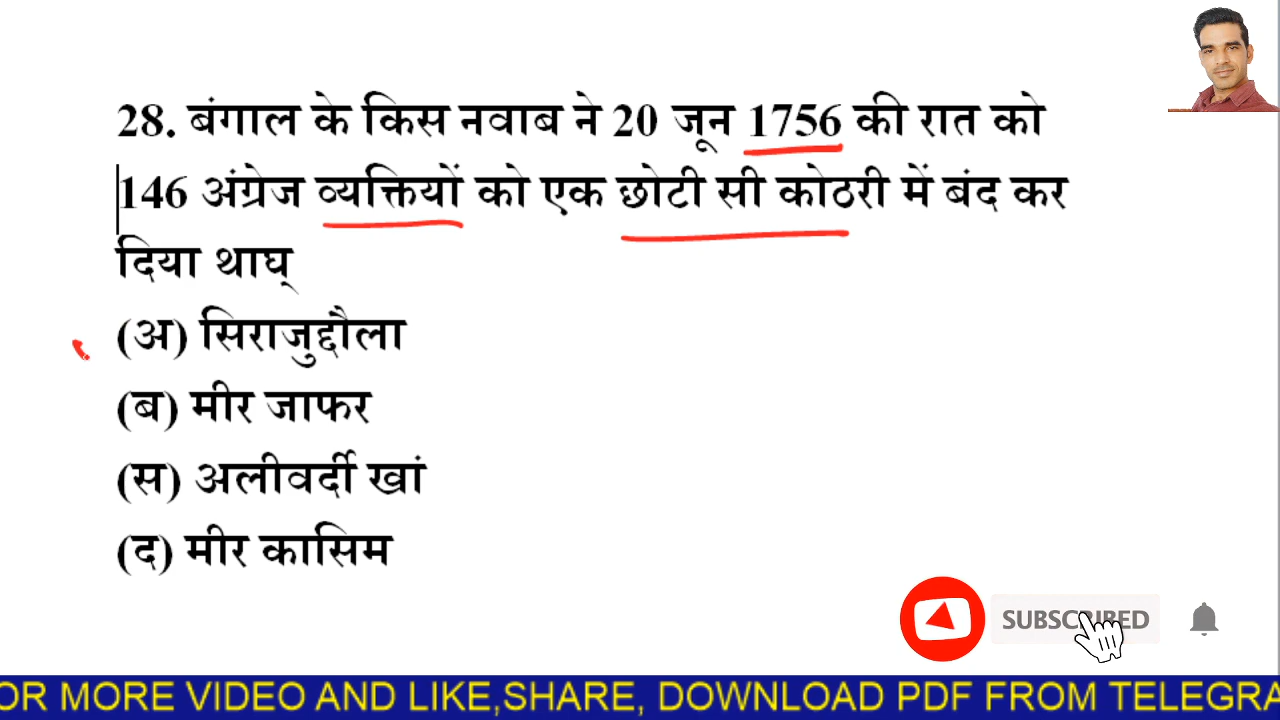 28. बंगाल के किस नवाब ने 20 जून 1756 की रात को
146 अंग्रेज व्यक्तियों को एक छोटी सी कोठरी में बंद कर
दिया थाघ्
(अ) सिराजुद्दौला
(ब) मीर जाफर
(स) अलीवर्दी खां
(द) मीर कासिम
SUBSCRIBED
OR MORE VIDEO AND LIKE,SHARE, DOWNLOAD PDF FROM TELEGRA